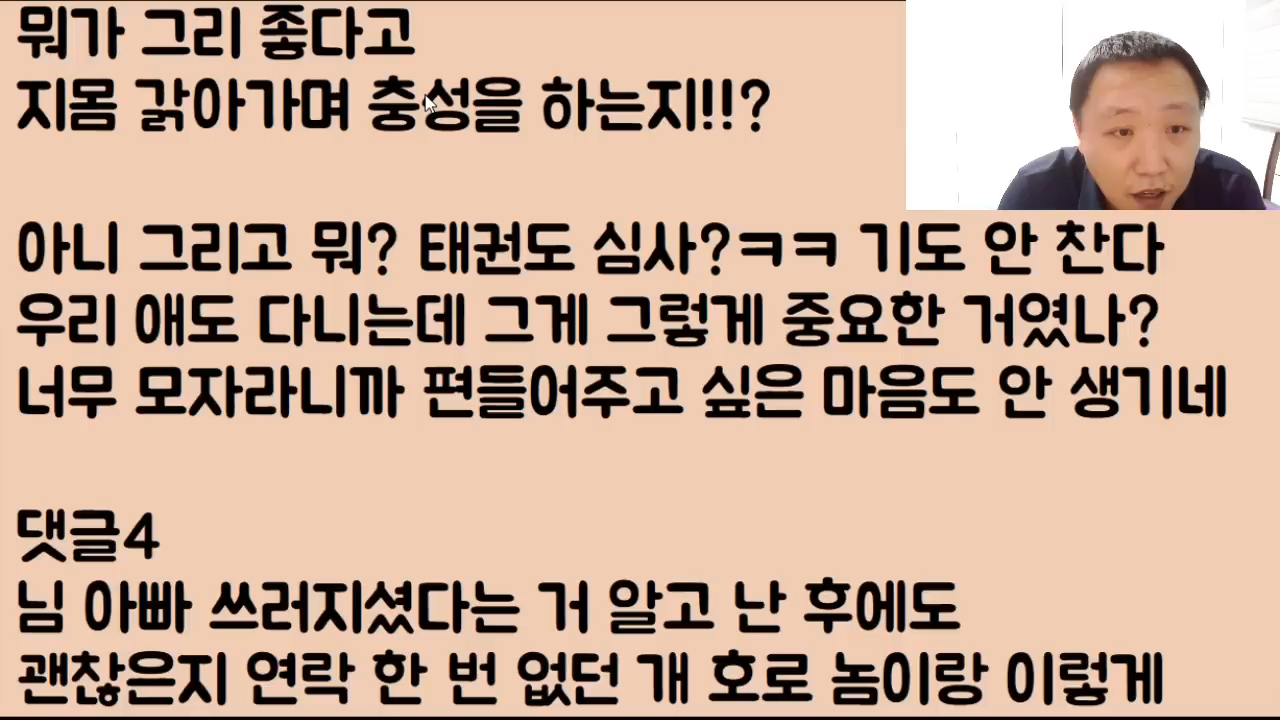 뭐가 그리 좋다고
지몸 갉아가며 충성을 하는지!!?
아니 그리고 뭐? 태권도 심사?ㅋㅋ 기도 안 찬다
우리 애도 다니는데 그게 그렇게 중요한 거였나?
너무 모자라니까 편들어주고 싶은 마음도 안 생기네
댓글4
님 아빠 쓰러지셨다는 거 알고 난 후에도
괜찮은지 연락 한 번 없던 개 호로 놈이랑 이렇게